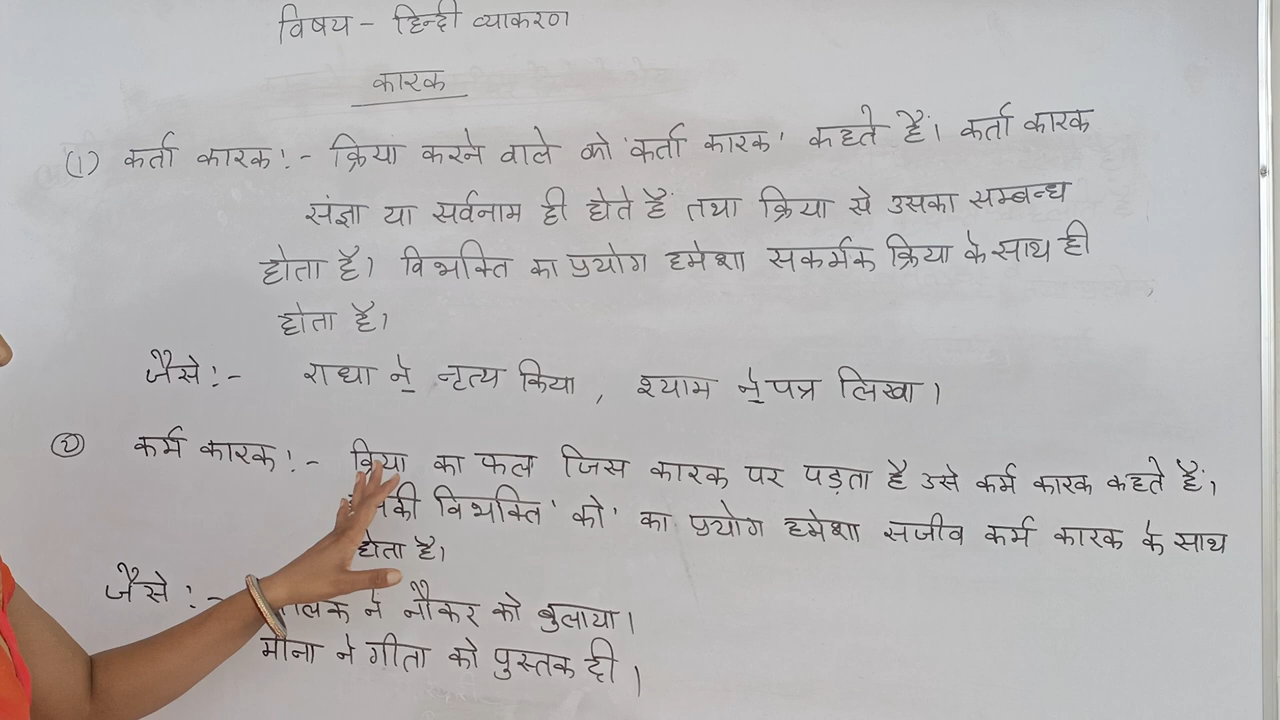 विषय - हिन्दी व्याकरण
कारक
(1) कर्ता कारक :- क्रिया करने वाले को 'कर्ता कारक' कहते हैं। कर्ता कारक
संज्ञा या सर्वनाम ही होते हैं तथा क्रिया से उसका सम्बन्ध
होता है। विभक्ति का प्रयोग हमेशा सकर्मक क्रिया के साथ ही
होता है।
जैसे :- राधा ने नृत्य किया , श्याम ने पत्र लिखा।
(2) कर्म कारक :- क्रिया का फल जिस कारक पर पड़ता है उसे कर्म कारक कहते हैं।
विभक्ति 'को' का प्रयोग हमेशा सजीव कर्म कारक के साथ
होता है।
जैसे :- ने नौकर को बुलाया।
मीना ने गीता को पुस्तक दी।